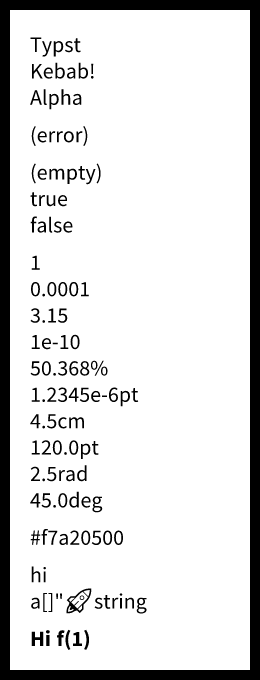 Typst
Kebab!
Alpha
(error)
(empty)
true
false
1
0.0001
3.15
1e-10
50.368%
1.2345e-6pt
4.5cm
120.0pt
2.5rad
45.0deg
#f7a20500
hi
a[]"🚀string
Hi f(1)